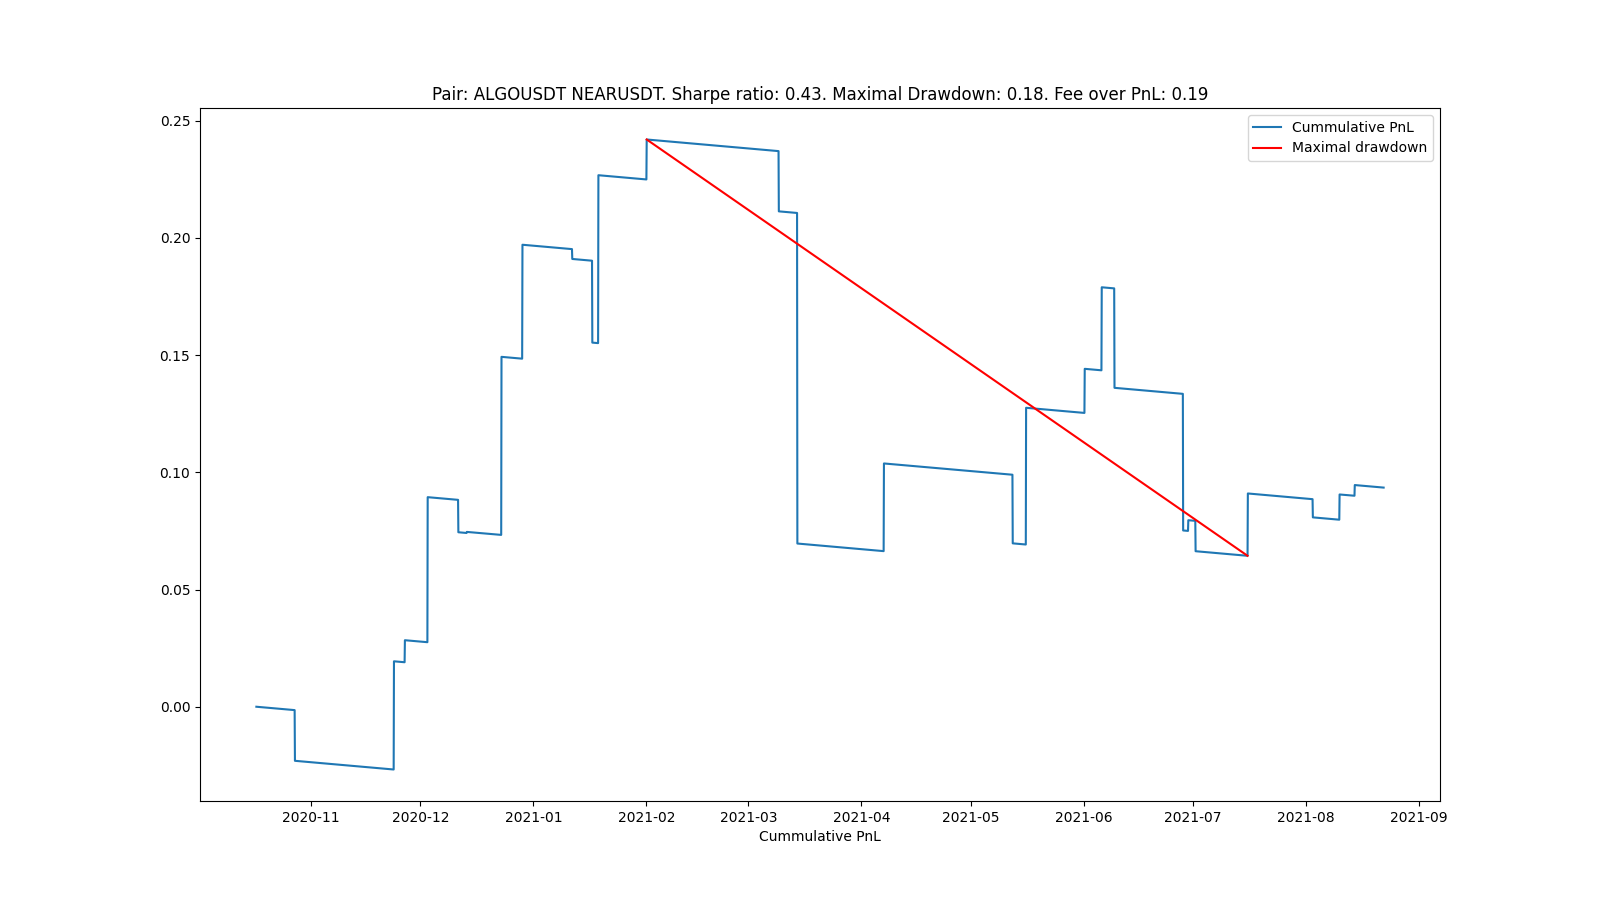 Pair: ALGOUSDT NEARUSDT. Sharpe ratio: 0.43. Maximal Drawdown: 0.18. Fee over PnL: 0.19
Cummulative PnL
Maximal drawdown
0.25
0.20
0.15
0.10
0.05
0.00
2020-11 2020-12 2021-01 2021-02 2021-03 2021-04 2021-05 2021-06 2021-07 2021-08 2021-09
Cummulative PnL